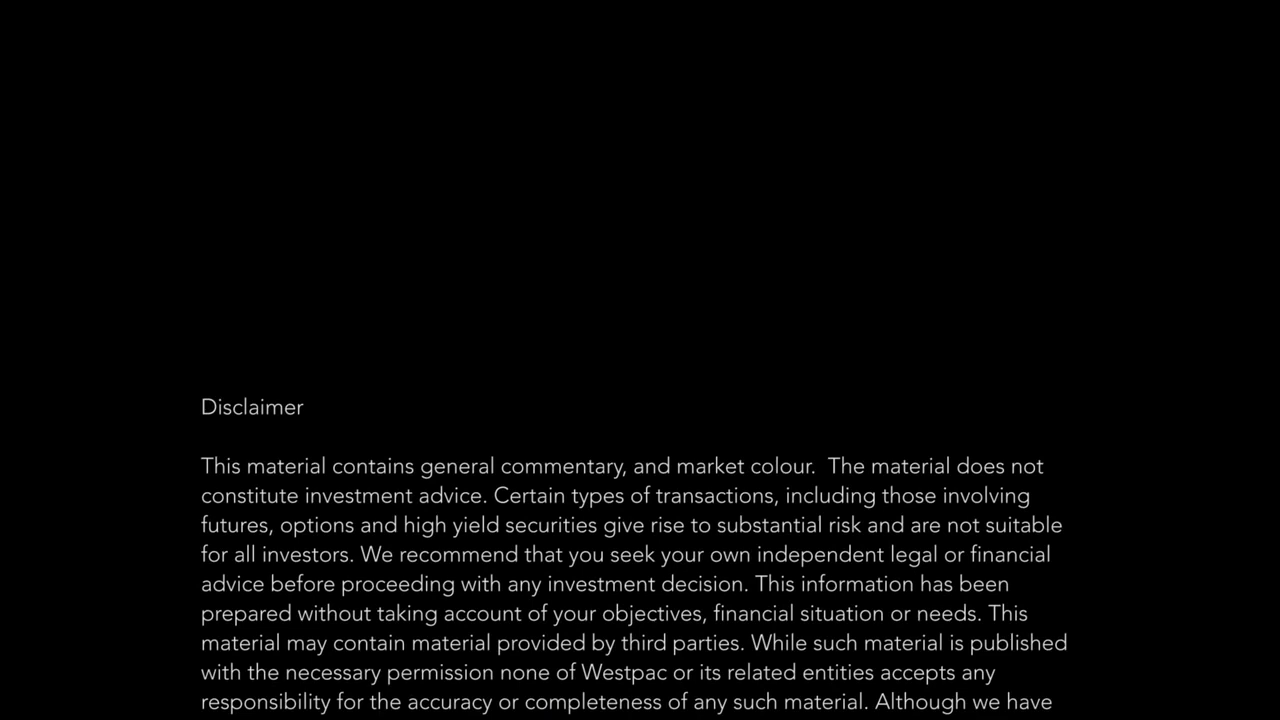 Disclaimer
This material contains general commentary, and market colour.  The material does not
constitute investment advice. Certain types of transactions, including those involving
futures, options and high yield securities give rise to substantial risk and are not suitable
for all investors. We recommend that you seek your own independent legal or financial
advice before proceeding with any investment decision. This information has been
prepared without taking account of your objectives, financial situation or needs. This
material may contain material provided by third parties. While such material is published
with the necessary permission none of Westpac or its related entities accepts any
responsibility for the accuracy or completeness of any such material. Although we have